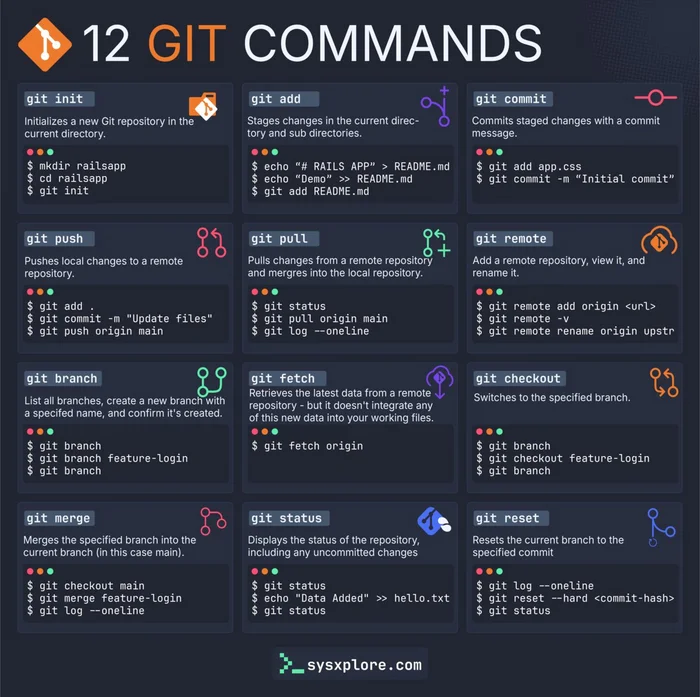 12 GIT COMMANDS
git init
Initializes a new Git repository in the
current directory.
$ mkdir railsapp
$ cd railsapp
$ git init
git add
Stages changes in the current direc-
tory and sub directories.
$ echo “# RAILS APP” > README.md
$ echo “Demo” >> README.md
$ git add README.md
git commit
Commits staged changes with a commit
message.
$ git add app.css
$ git commit -m “Initial commit”
git push
Pushes local changes to a remote
repository.
$ git add .
$ git commit -m "Update files"
$ git push origin main
git pull
Pulls changes from a remote repository
and mergres into the local repository.
$ git status
$ git pull origin main
$ git log --oneline
git remote
Add a remote repository, view it, and
rename it.
$ git remote add origin <url>
$ git remote -v
$ git remote rename origin upstr
git branch
List all branches, create a new branch with
a specifed name, and confirm it's created.
$ git branch
$ git branch feature-login
$ git branch
git fetch
Retrieves the latest data from a remote
repository - but it doesn't integrate any
of this new data into your working files.
$ git fetch origin
git checkout
Switches to the specified branch.
$ git branch
$ git checkout feature-login
$ git branch
git merge
Merges the specified branch into the
current branch (in this case main).
$ git checkout main
$ git merge feature-login
$ git log --oneline
git status
Displays the status of the repository,
including any uncommitted changes
$ git status
$ echo "Data Added" >> hello.txt
$ git status
git reset
Resets the current branch to the
specified commit
$ git log --oneline
$ git reset --hard <commit-hash>
$ git status
sysxplore.com